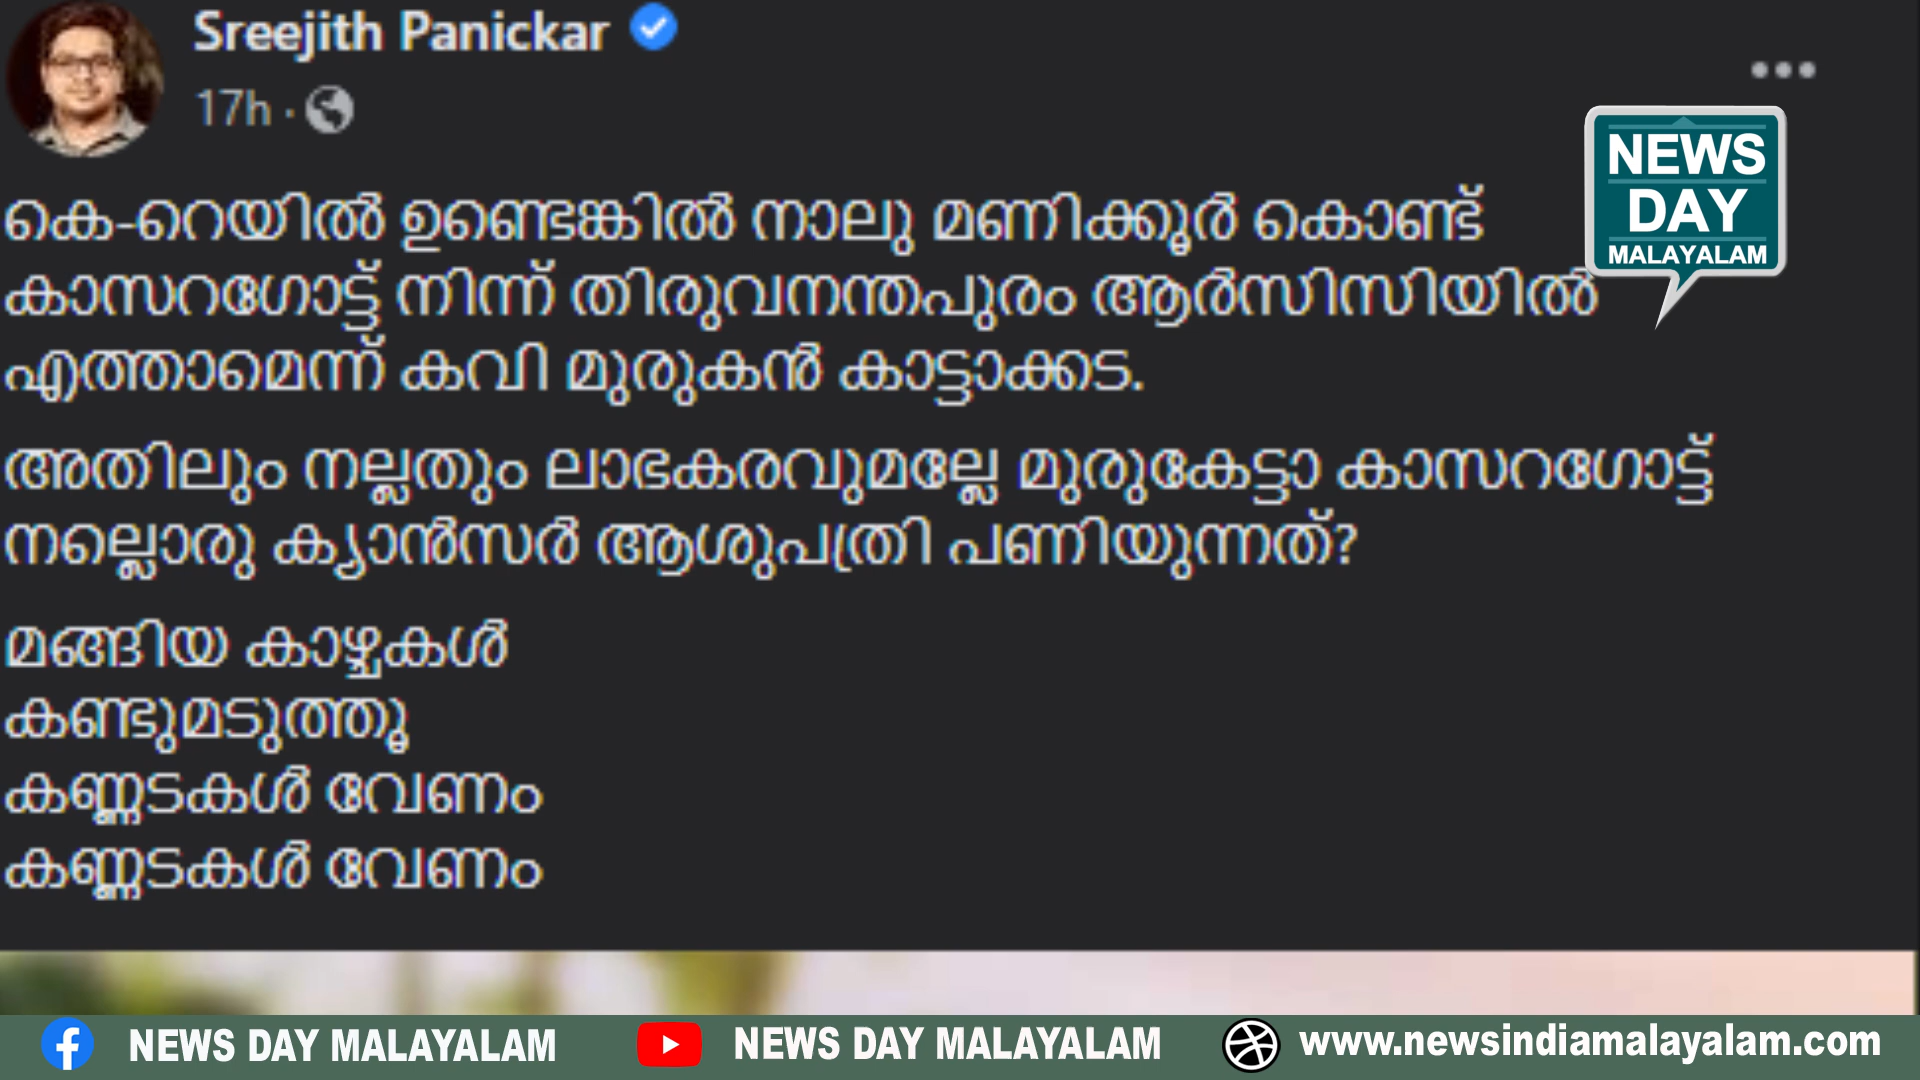 Sreejith Panickar
17h ·
കെ-റെയിൽ ഉണ്ടെങ്കിൽ നാലു മണിക്കൂർ കൊണ്ട്
കാസറഗോട്ട് നിന്ന് തിരുവനന്തപുരം ആർസിസിയിൽ
എത്താമെന്ന് കവി മുരുകൻ കാട്ടാക്കട.
അതിലും നല്ലതും ലാഭകരവുമല്ലേ മുരുകേട്ടാ കാസറഗോട്ട്
നല്ലൊരു ക്യാൻസർ ആശുപത്രി പണിയുന്നത്?
മങ്ങിയ കാഴ്ചകൾ
കണ്ടുമടുത്തൂ
കണ്ണടകൾ വേണം
കണ്ണടകൾ വേണം
NEWS
DAY
MALAYALAM
NEWS DAY MALAYALAM
NEWS DAY MALAYALAM
www.newsindiamalayalam.com